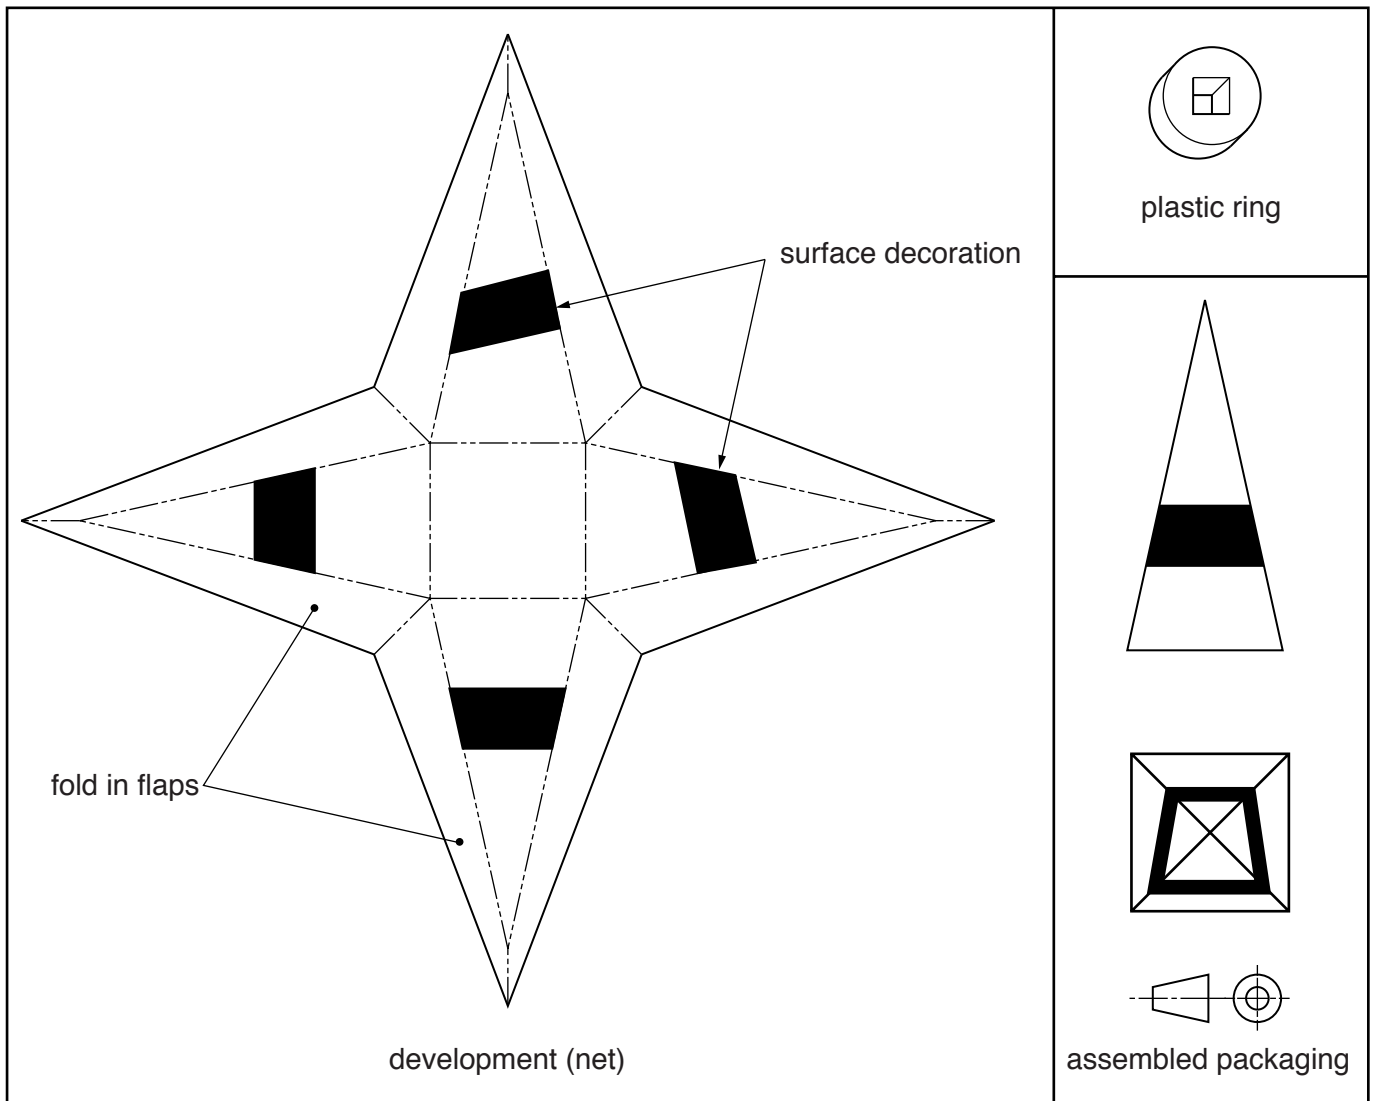 surface decoration
fold in flaps
development (net)
plastic ring
assembled packaging